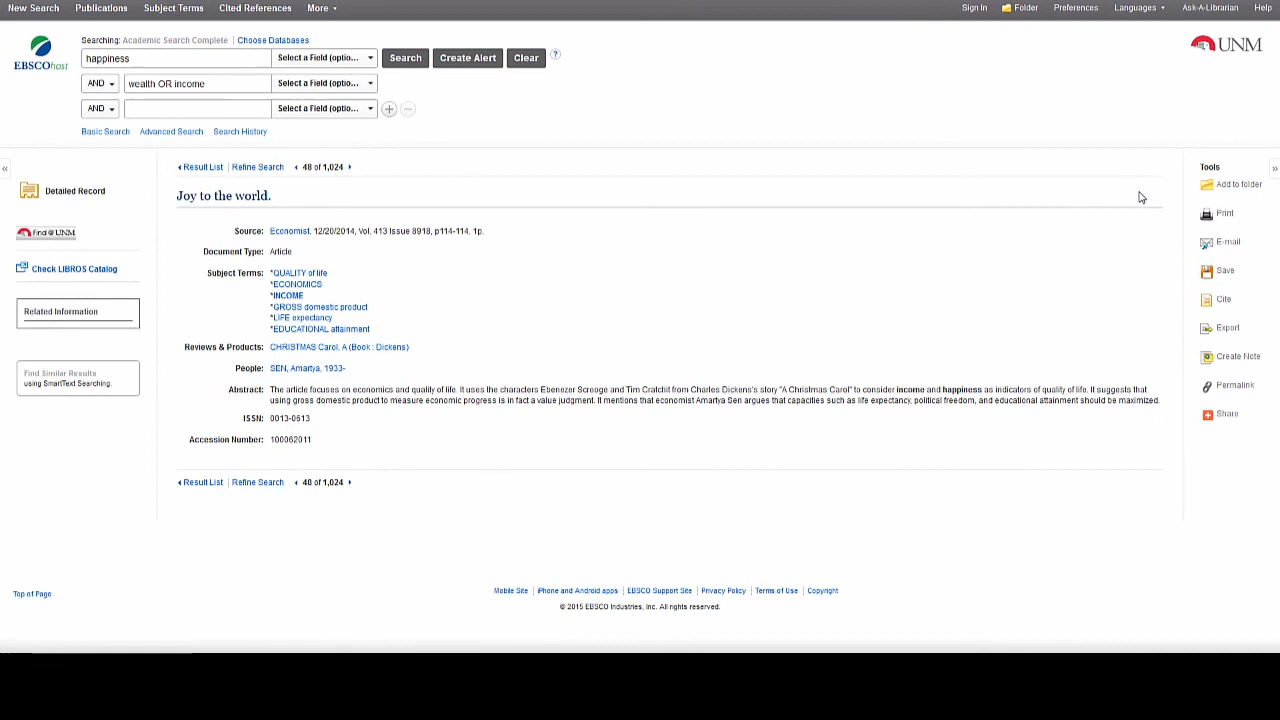 New Search Publications Subject Terms Cited References More Sign In Folder Preferences Languages Ask-A-Librarian Help
Searching: Academic Search Complete | Choose Databases
EBSCOhost
happiness Select a Field (optio... Search Create Alert Clear ?
UNM
AND wealth OR income Select a Field (optio...
AND Select a Field (optio...
Basic Search Advanced Search Search History
Result List | Refine Search 48 of 1,024
Tools
Detailed Record
Find @ UNM
Check LIBROS Catalog
Related Information
Find Similar Results
using SmartText Searching.
Joy to the world.
Source: Economist. 12/20/2014, Vol. 413 Issue 8918, p114-114. 1p.
Document Type: Article
Subject Terms: *QUALITY of life
*ECONOMICS
*INCOME
*GROSS domestic product
*LIFE expectancy
*EDUCATIONAL attainment
Reviews & Products: CHRISTMAS Carol, A (Book : Dickens)
People: SEN, Amartya, 1933-
Abstract: The article focuses on economics and quality of life. It uses the characters Ebenezer Scrooge and Tim Cratchit from Charles Dickens's story "A Christmas Carol" to consider income and happiness as indicators of quality of life. It suggests that
using gross domestic product to measure economic progress is in fact a value judgment. It mentions that economist Amartya Sen argues that capacities such as life expectancy, political freedom, and educational attainment should be maximized.
ISSN: 0013-0613
Accession Number: 100062011
Result List | Refine Search 48 of 1,024
Add to folder
Print
E-mail
Save
Cite
Export
Create Note
Permalink
Share
Top of Page
Mobile Site | iPhone and Android apps | EBSCO Support Site | Privacy Policy | Terms of Use | Copyright
© 2015 EBSCO Industries, Inc. All rights reserved.